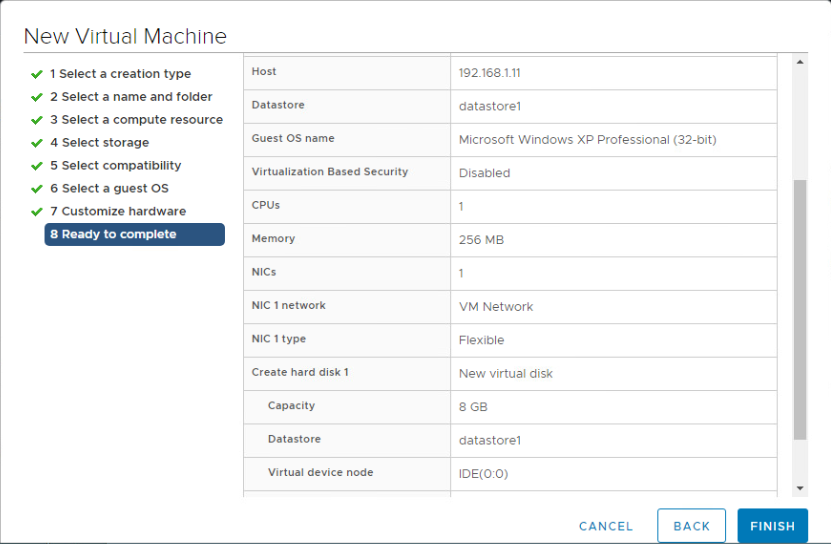 New Virtual Machine
1 Select a creation type
2 Select a name and folder
3 Select a compute resource
4 Select storage
5 Select compatibility
6 Select a guest OS
7 Customize hardware
8 Ready to complete
Host 192.168.1.11
Datastore datastore1
Guest OS name Microsoft Windows XP Professional (32-bit)
Virtualization Based Security Disabled
CPUs 1
Memory 256 MB
NICs 1
NIC 1 network VM Network
NIC 1 type Flexible
Create hard disk 1 New virtual disk
Capacity 8 GB
Datastore datastore1
Virtual device node IDE(0:0)
CANCEL BACK FINISH